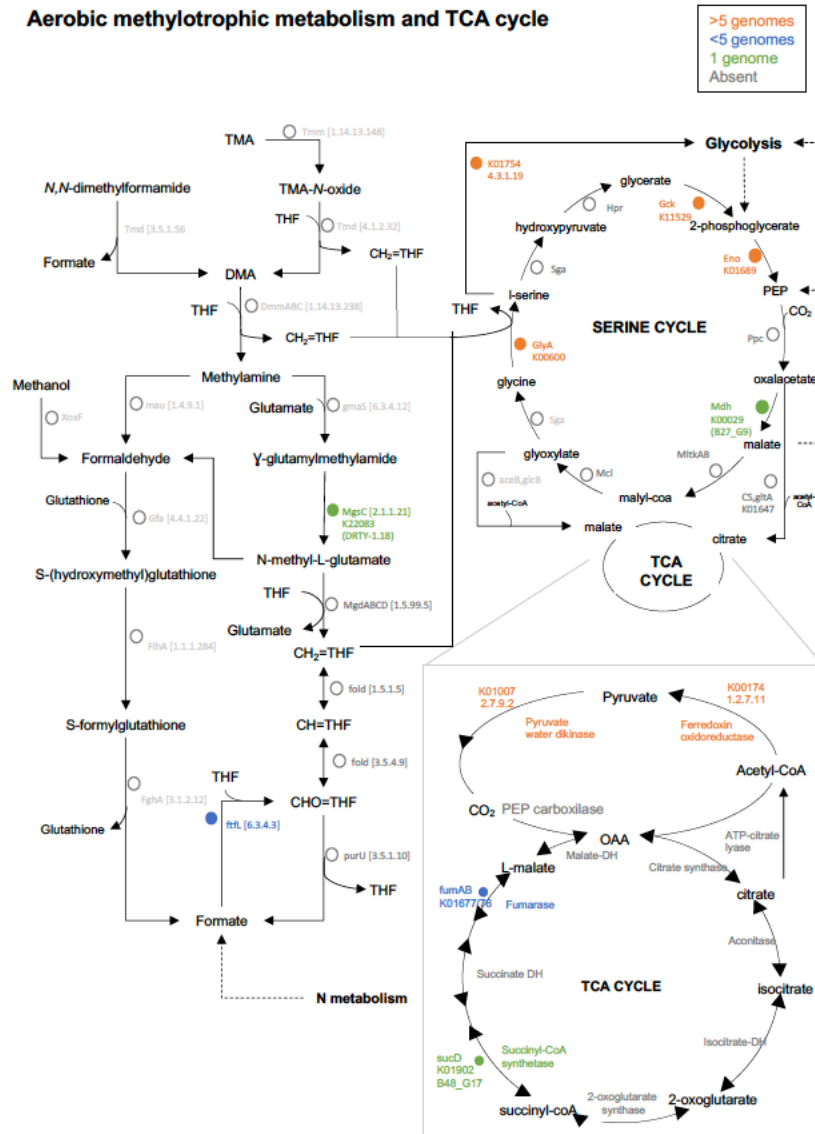 Aerobic methylotrophic metabolism and TCA cycle
>5 genomes
<5 genomes
1 genome
Absent
TMA
Tmm [1.14.13.148]
N,N-dimethylformamide
TMA-N-oxide
Tmd [3.5.1.56
THF
Tmd [4.1.2.32]
Formate
CH2=THF
DMA
THF
DmmABC [1.14.13.238]
CH2=THF
Methylamine
Methanol
XoxF
mau [1.4.9.1]
Glutamate
gmaS [6.3.4.12]
Formaldehyde
Ɣ-glutamylmethylamide
Glutathione
Gfa [4.4.1.22]
MgsC [2.1.1.21]
K22083
(DRTY-1.18)
S-(hydroxymethyl)glutathione
N-methyl-L-glutamate
THF
MgdABCD [1.5.99.5]
Glutamate
FlhA [1.1.1.284]
CH2=THF
fold [1.5.1.5]
S-formylglutathione
CH=THF
fold [3.5.4.9]
FghA [3.1.2.12]
THF
CHO=THF
Glutathione
ftfL [6.3.4.3]
purU [3.5.1.10]
THF
Formate
N metabolism
K01754
4.3.1.19
Glycolysis
glycerate
Hpr
Gck
K11529
hydroxypyruvate
2-phosphoglycerate
Sga
Eno
K01689
l-serine
PEP
THF
CO2
SERINE CYCLE
Ppc
GlyA
K00600
glycine
oxalacetate
Sga
Mdh
K00029
(B27_G9)
malate
glyoxylate
MltkAB
aceB,glcB
Mcl
acetyl-CoA
malyl-coa
CS,gltA
K01647
acetyl-
CoA
malate
citrate
TCA
CYCLE
K01007
2.7.9.2
Pyruvate
K00174
1.2.7.11
Pyruvate
water dikinase
Ferredoxin
oxidoreductase
Acetyl-CoA
CO2
PEP carboxilase
OAA
ATP-citrate
lyase
Malate-DH
Citrate synthase
L-malate
fumAB
K01677/78
Fumarase
citrate
Aconitase
Succinate DH
TCA CYCLE
isocitrate
Isocitrate-DH
sucD
K01902
B48_G17
Succinyl-CoA
synthetase
succinyl-coA
2-oxoglutarate
synthase
2-oxoglutarate